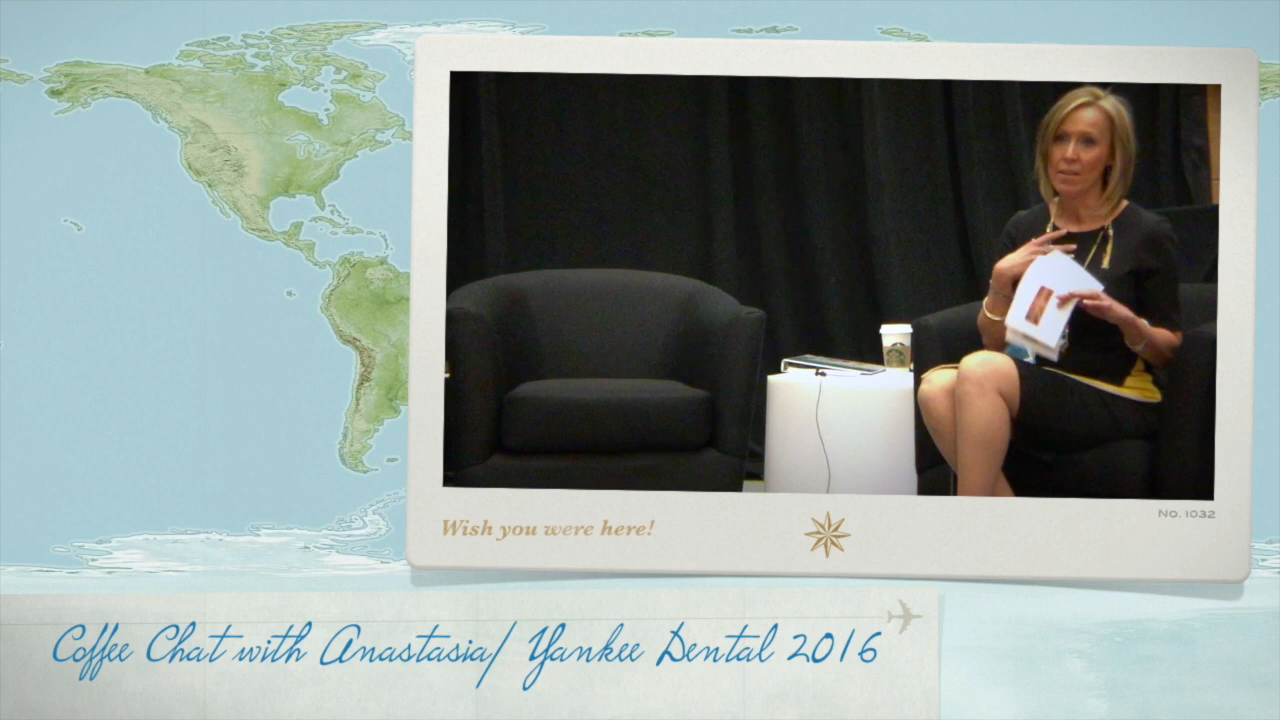 Wish you were here!
No. 1032
Coffee Chat with Anastasia/ Yankee Dental 2016